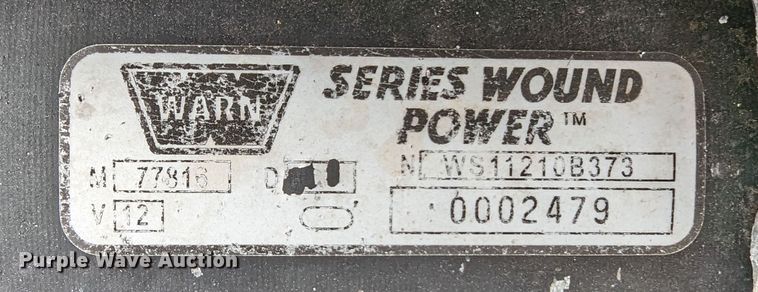 WARN
SERIES WOUND
POWER™
M 77816 D N WS11210B373
V 12 0002479
Purple Wave Auction